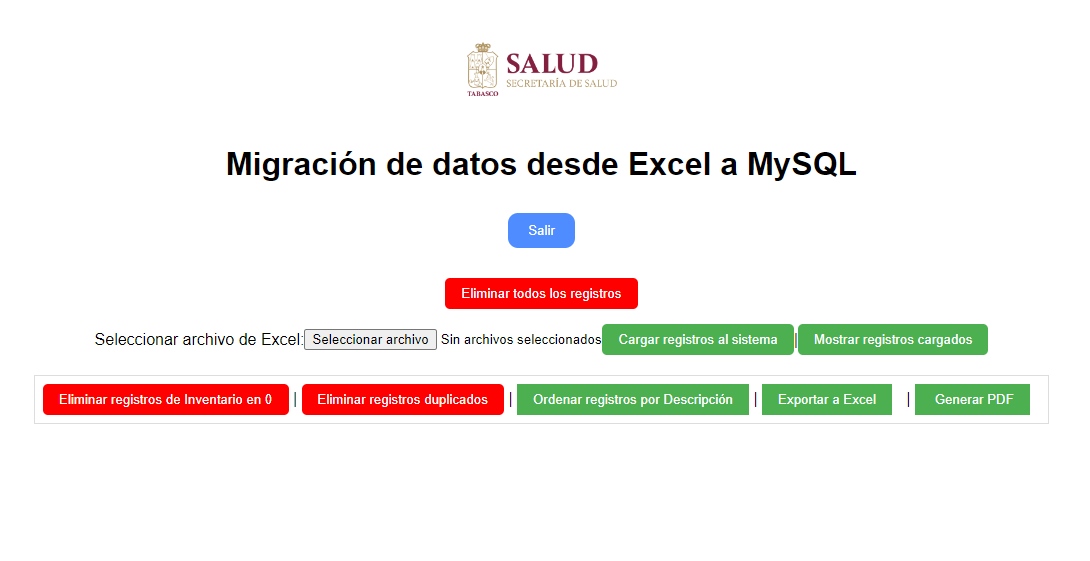 SALUD
SECRETARÍA DE SALUD
TABASCO
Migración de datos desde Excel a MySQL
Salir
Eliminar todos los registros
Seleccionar archivo de Excel: Seleccionar archivo Sin archivos seleccionados Cargar registros al sistema | Mostrar registros cargados
Eliminar registros de Inventario en 0 | Eliminar registros duplicados | Ordenar registros por Descripción | Exportar a Excel | Generar PDF